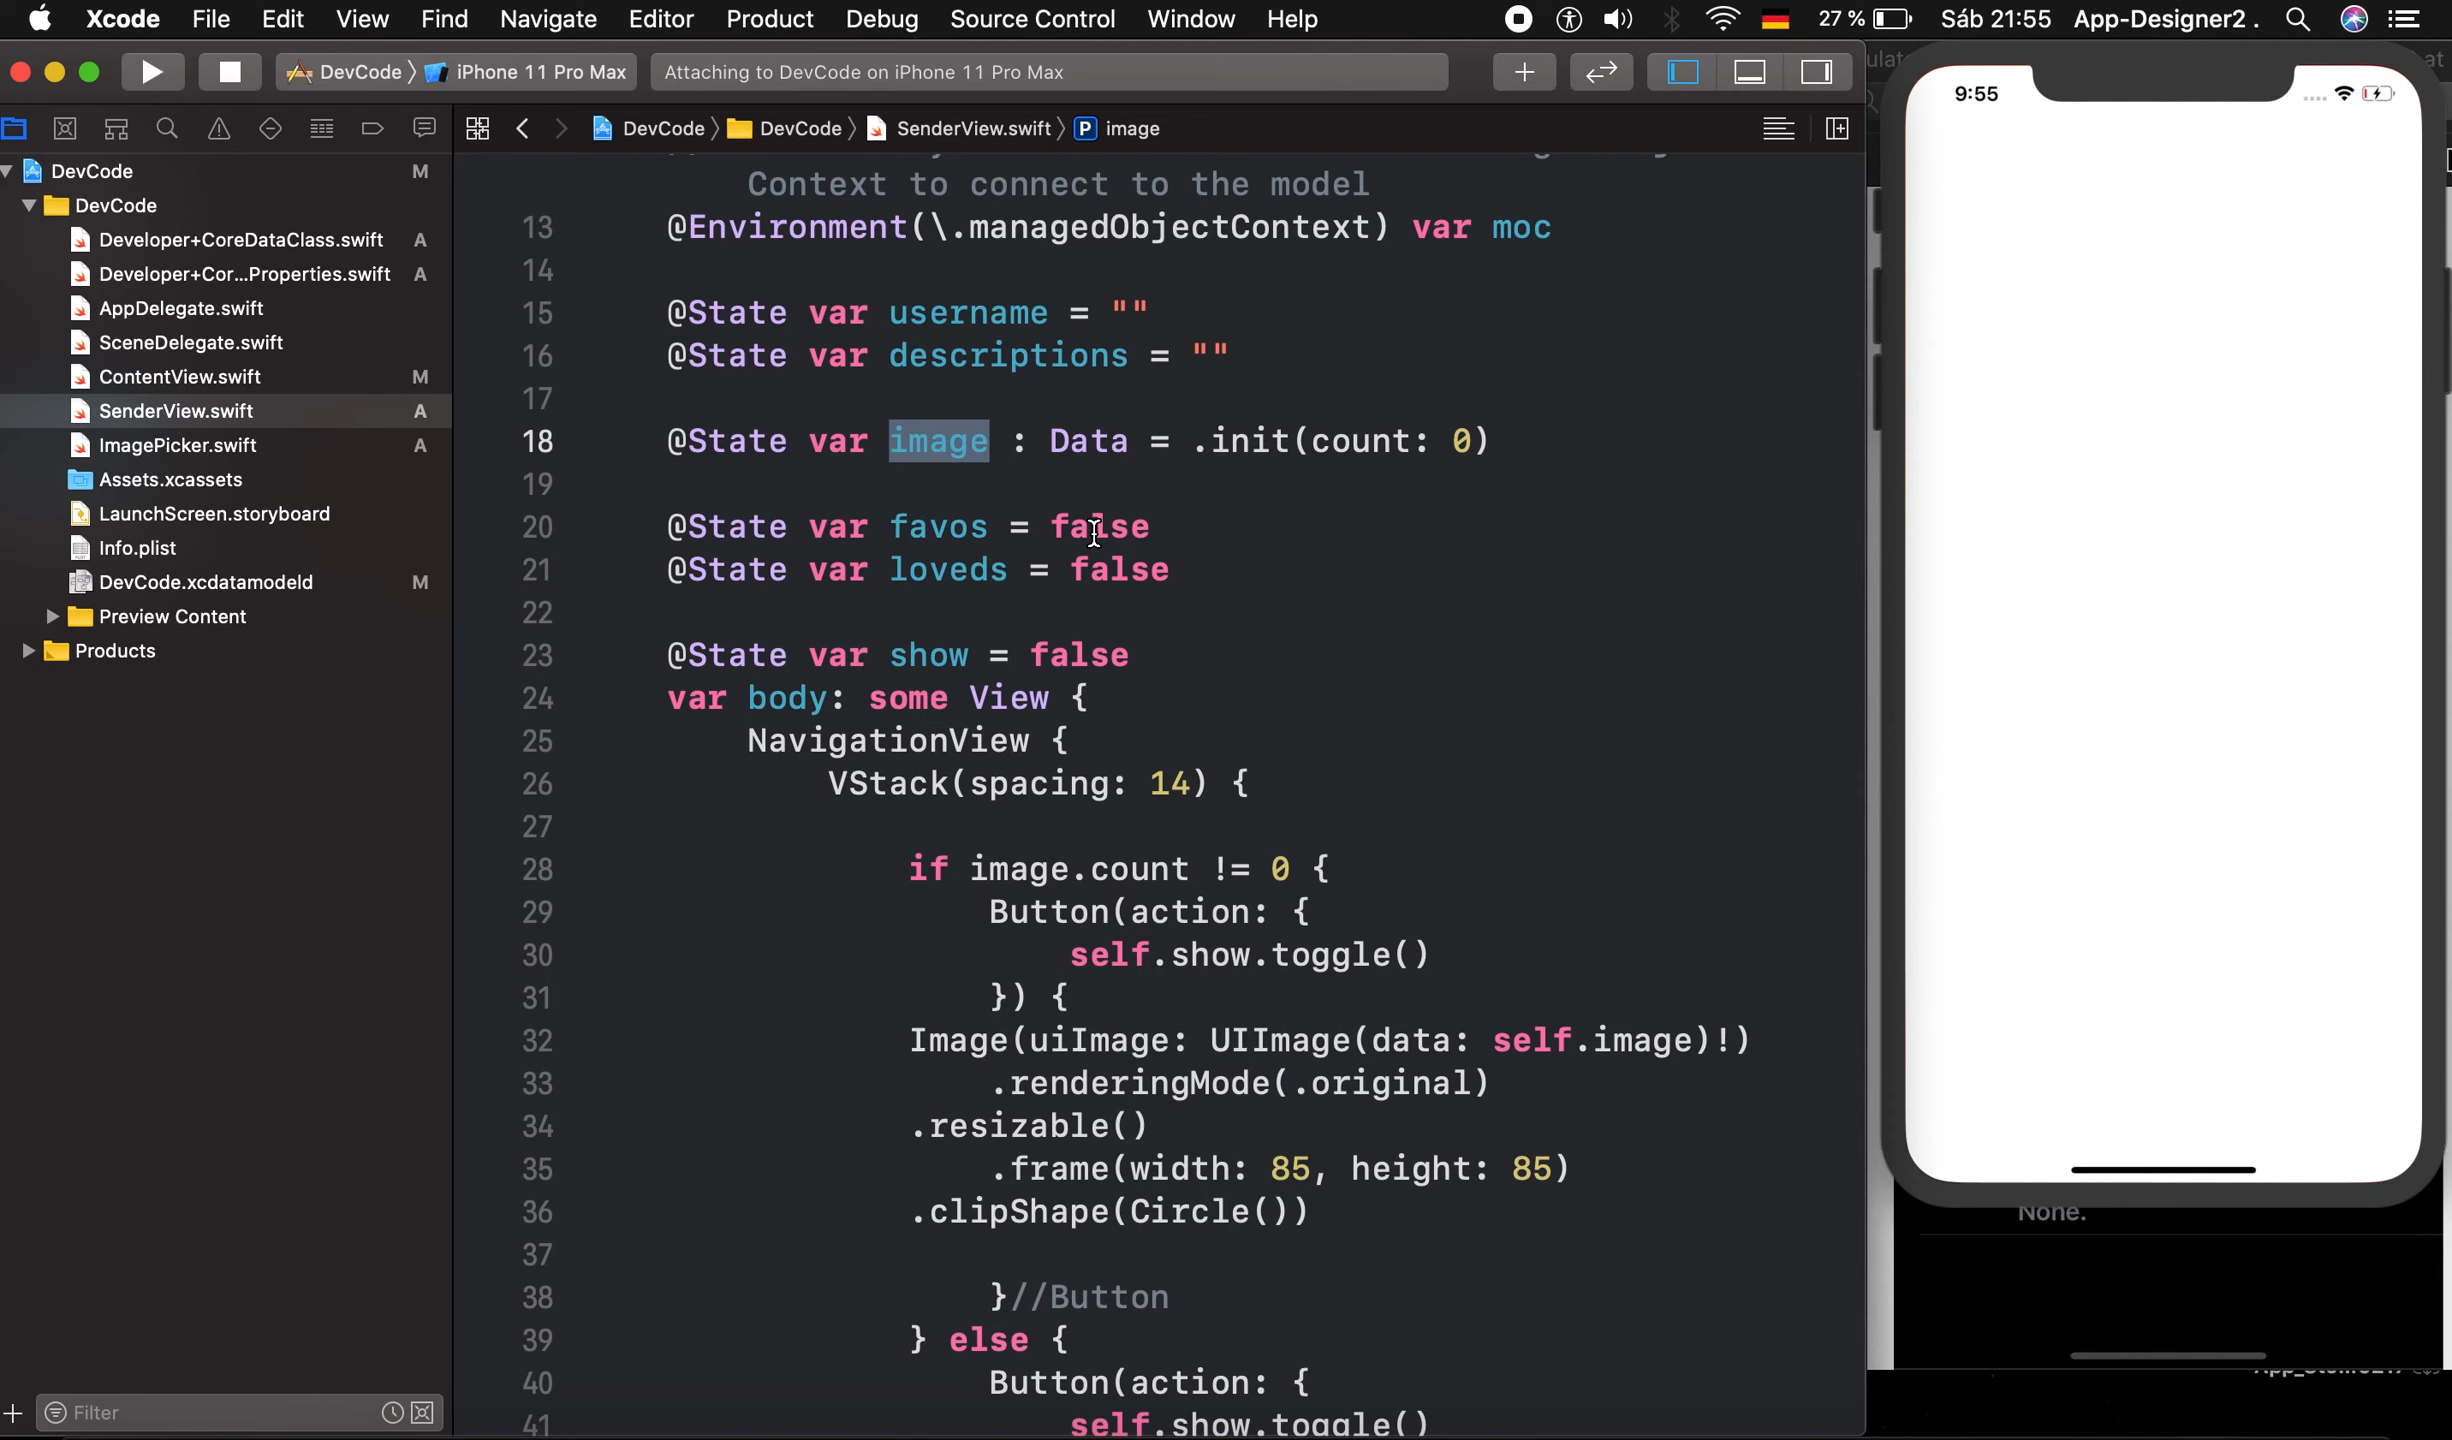 Xcode File Edit View Find Navigate Editor Product Debug Source Control Window Help 27 % Sáb 21:55 App-Designer2 .
DevCode iPhone 11 Pro Max Attaching to DevCode on iPhone 11 Pro Max
DevCode DevCode SenderView.swift P image
DevCode M
DevCode
Developer+CoreDataClass.swift A
Developer+Cor...Properties.swift A
AppDelegate.swift
SceneDelegate.swift
ContentView.swift M
SenderView.swift A
ImagePicker.swift A
Assets.xcassets
LaunchScreen.storyboard
Info.plist
DevCode.xcdatamodeld M
Preview Content
Products
Filter
Context to connect to the model
13 @Environment(\.managedObjectContext) var moc
14
15 @State var username = ""
16 @State var descriptions = ""
17
18 @State var image : Data = .init(count: 0)
19
20 @State var favos = false
21 @State var loveds = false
22
23 @State var show = false
24 var body: some View {
25 NavigationView {
26 VStack(spacing: 14) {
27
28 if image.count != 0 {
29 Button(action: {
30 self.show.toggle()
31 }) {
32 Image(uiImage: UIImage(data: self.image)!)
33 .renderingMode(.original)
34 .resizable()
35 .frame(width: 85, height: 85)
36 .clipShape(Circle())
37
38 }//Button
39 } else {
40 Button(action: {
41 self.show.toggle()
9:55
None.